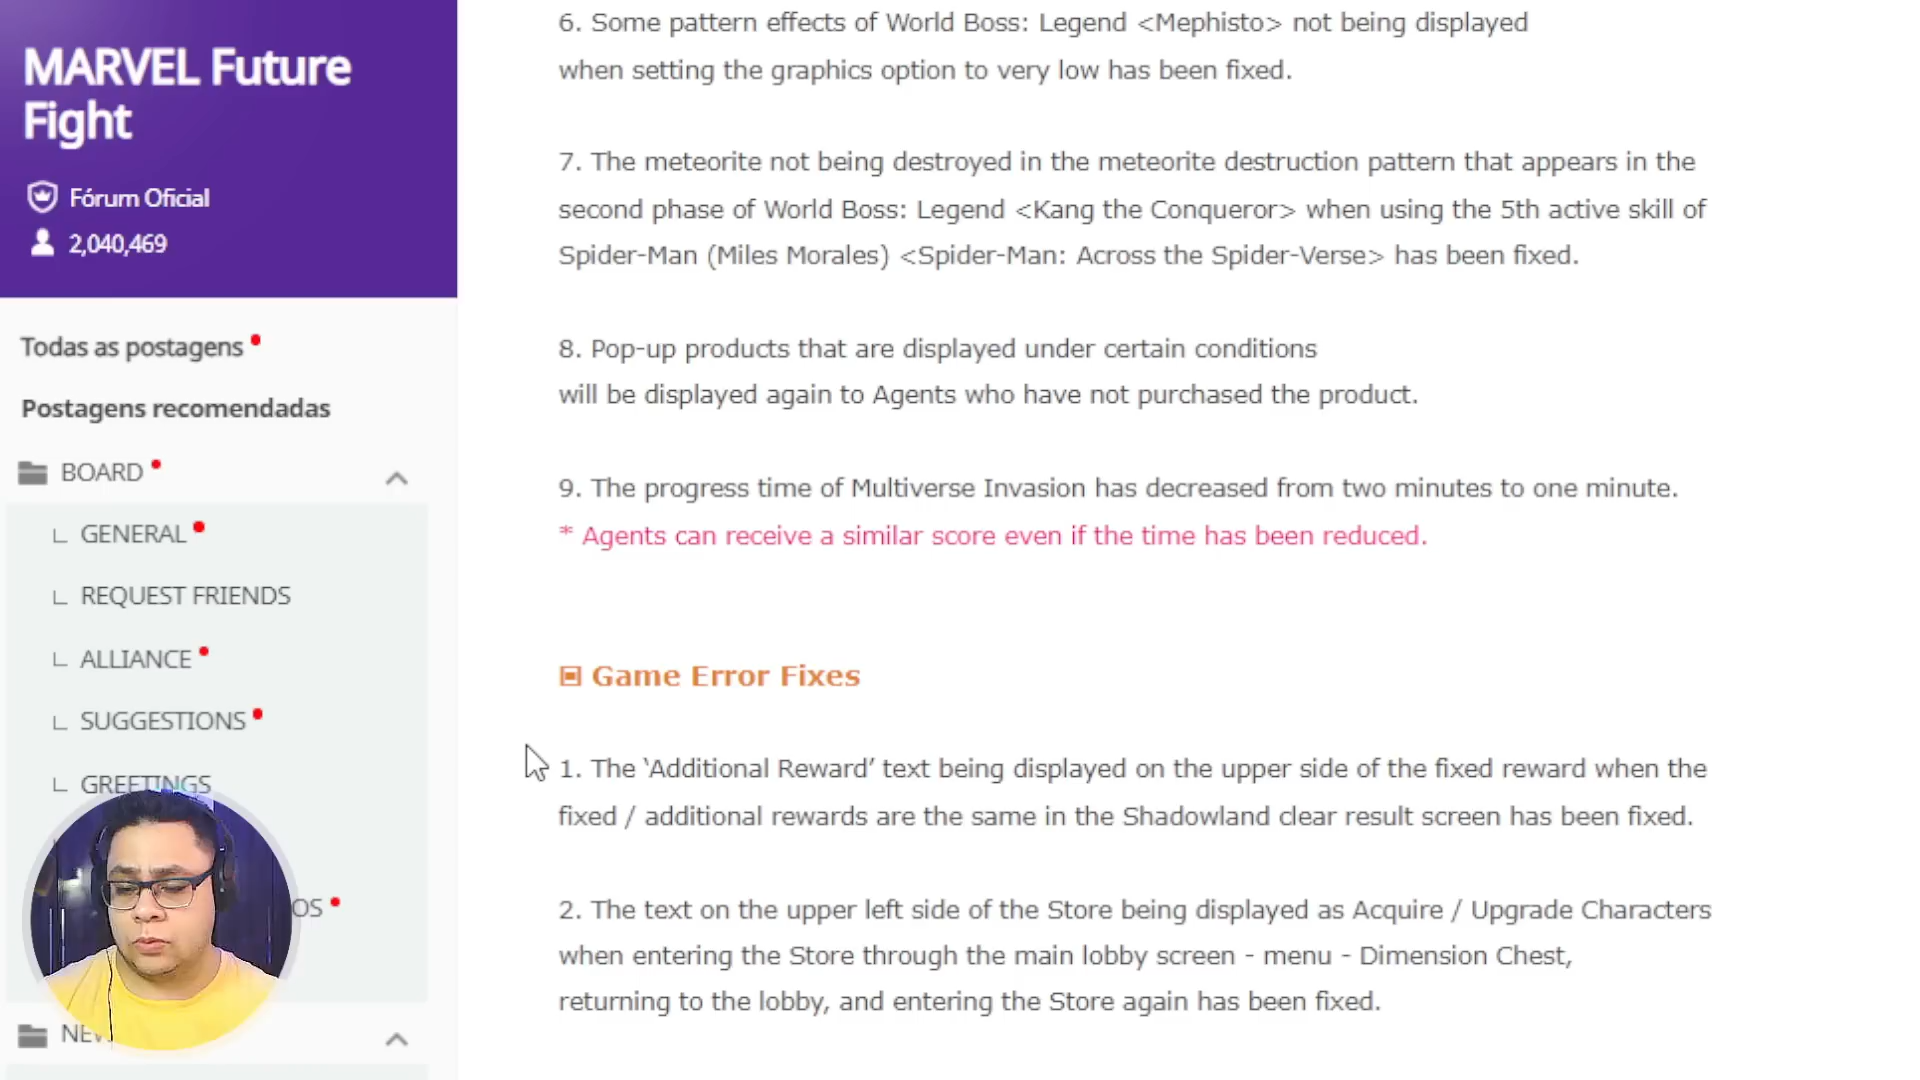 MARVEL Future
Fight
Fórum Oficial
2,040,469
Todas as postagens
Postagens recomendadas
BOARD
GENERAL
REQUEST FRIENDS
ALLIANCE
SUGGESTIONS
GREETINGS
OS
6. Some pattern effects of World Boss: Legend <Mephisto> not being displayed
when setting the graphics option to very low has been fixed.
7. The meteorite not being destroyed in the meteorite destruction pattern that appears in the
second phase of World Boss: Legend <Kang the Conqueror> when using the 5th active skill of
Spider-Man (Miles Morales) <Spider-Man: Across the Spider-Verse> has been fixed.
8. Pop-up products that are displayed under certain conditions
will be displayed again to Agents who have not purchased the product.
9. The progress time of Multiverse Invasion has decreased from two minutes to one minute.
* Agents can receive a similar score even if the time has been reduced.
▣ Game Error Fixes
1. The ‘Additional Reward’ text being displayed on the upper side of the fixed reward when the
fixed / additional rewards are the same in the Shadowland clear result screen has been fixed.
2. The text on the upper left side of the Store being displayed as Acquire / Upgrade Characters
when entering the Store through the main lobby screen - menu - Dimension Chest,
returning to the lobby, and entering the Store again has been fixed.